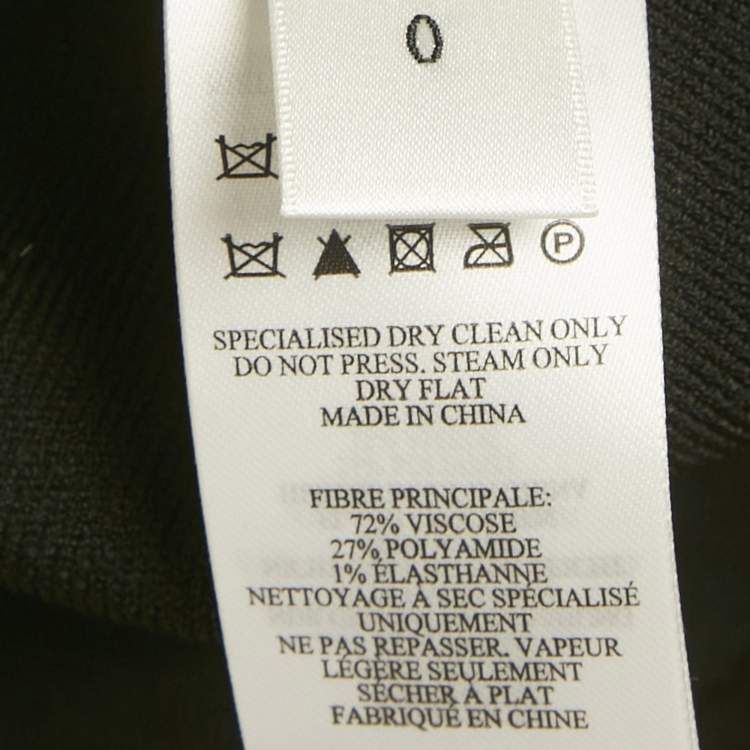 0
P
SPECIALISED DRY CLEAN ONLY
DO NOT PRESS. STEAM ONLY
DRY FLAT
MADE IN CHINA
FIBRE PRINCIPALE:
72% VISCOSE
27% POLYAMIDE
1% ÉLASTHANNE
NETTOYAGE À SEC SPÉCIALISÉ
UNIQUEMENT
NE PAS REPASSER. VAPEUR
LÉGÈRE SEULEMENT
SÉCHER À PLAT
FABRIQUÉ EN CHINE